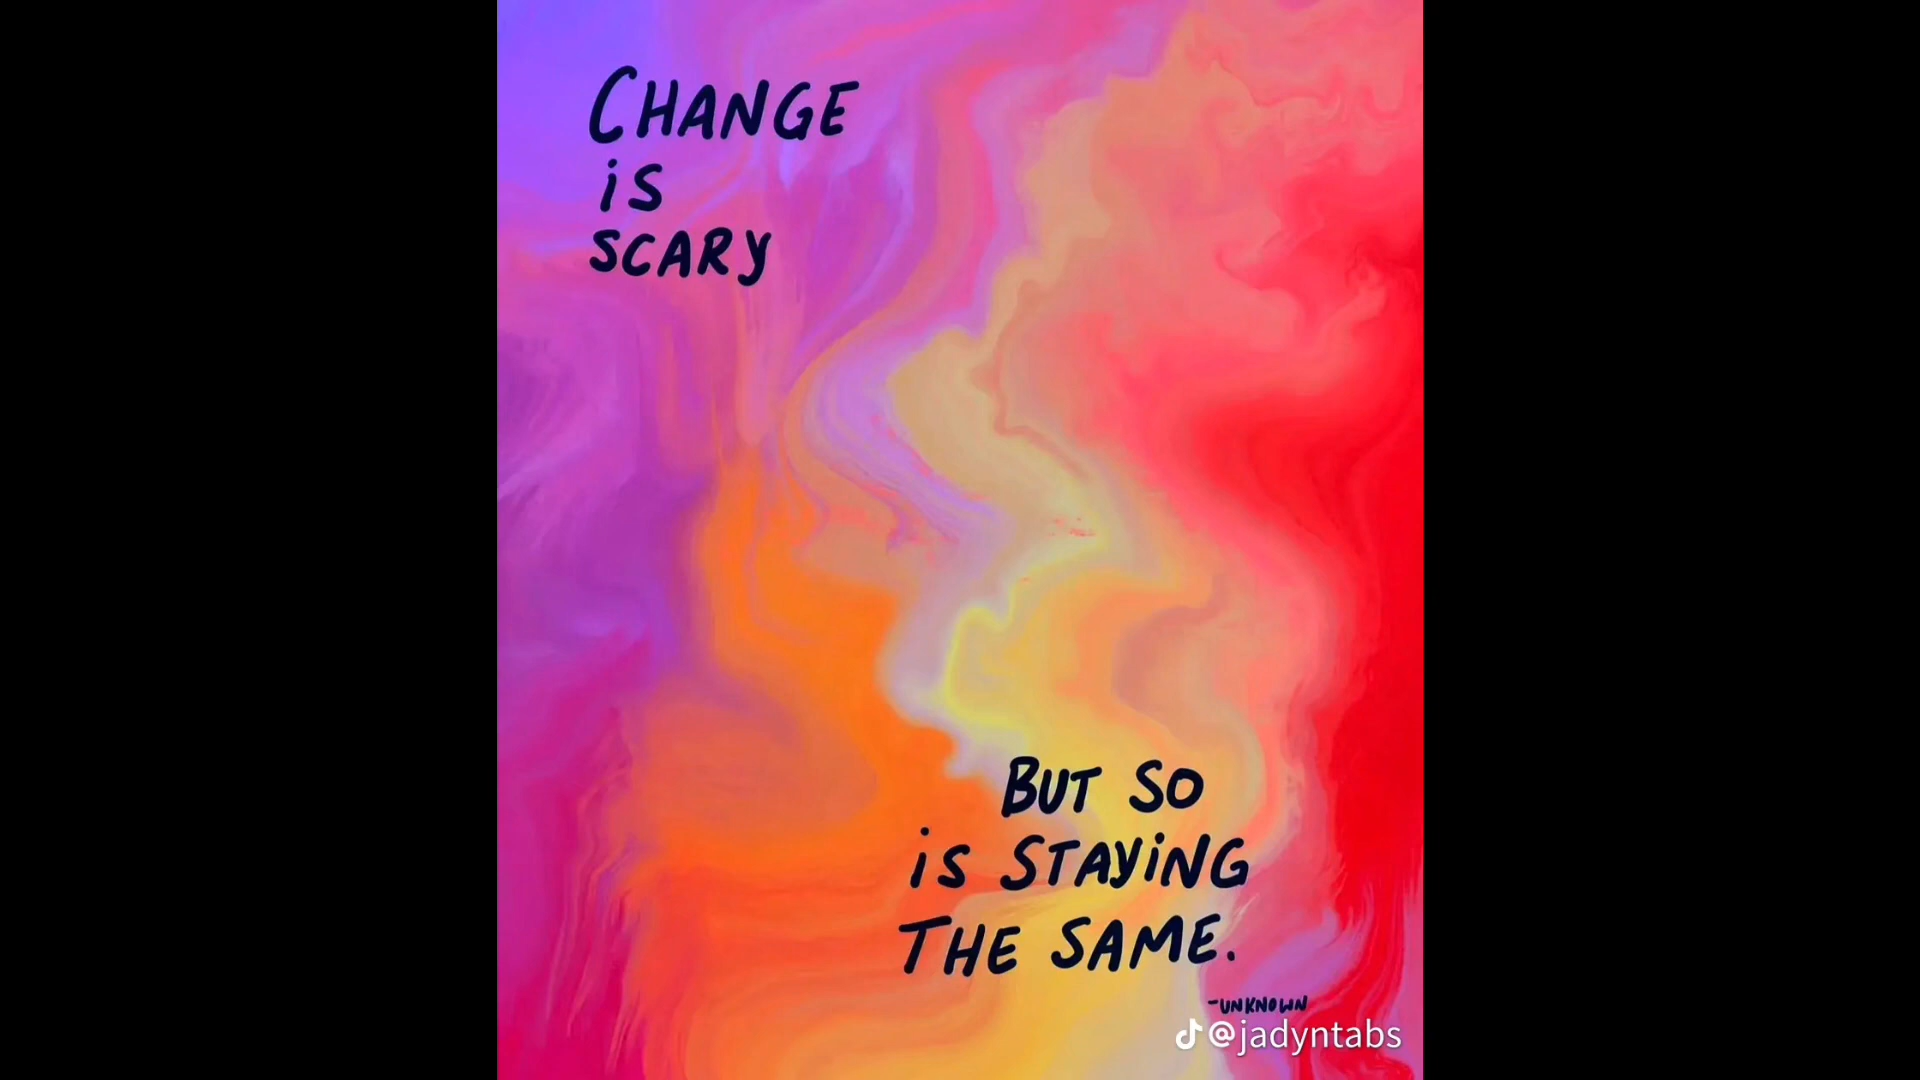 CHANGE
iS
SCARY
BUT SO
iS STAYiNG
THE SAME.
-UNKNOWN
@jadyntabs